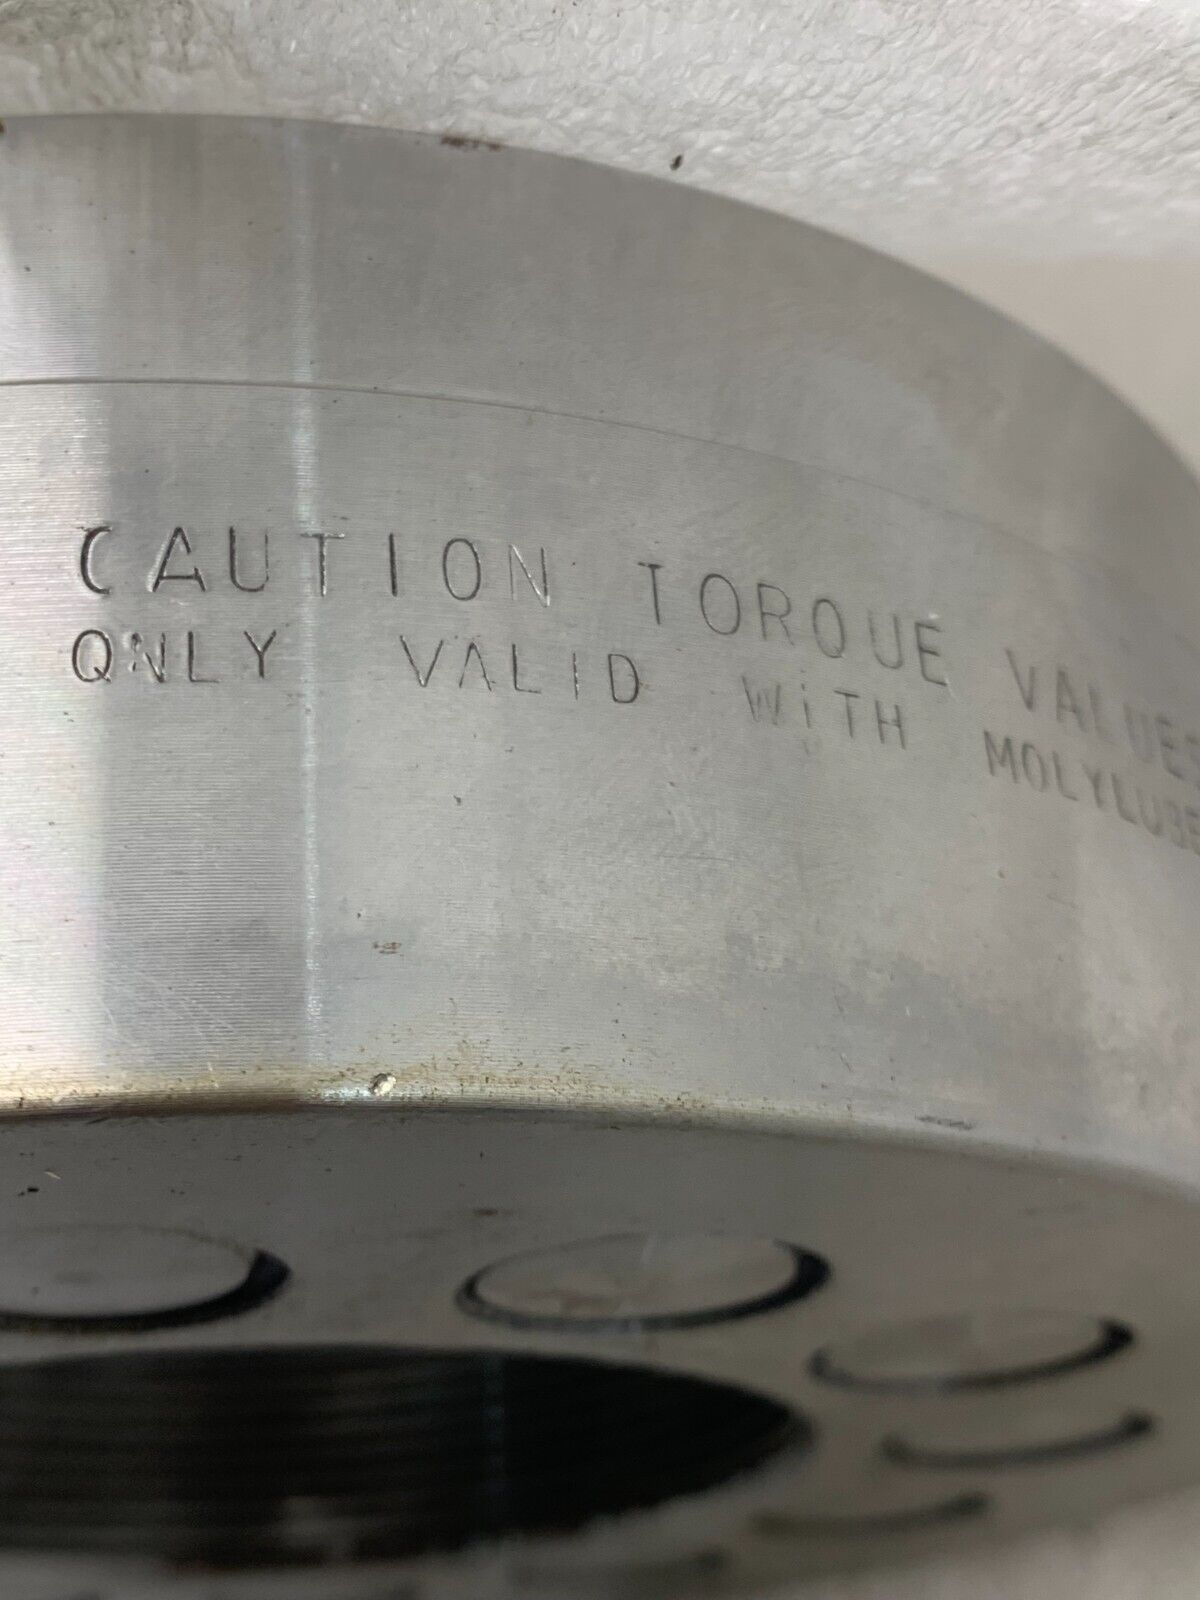 CAUTION TORQUE VALUES
ONLY VALID WiTH MOLYLUBE